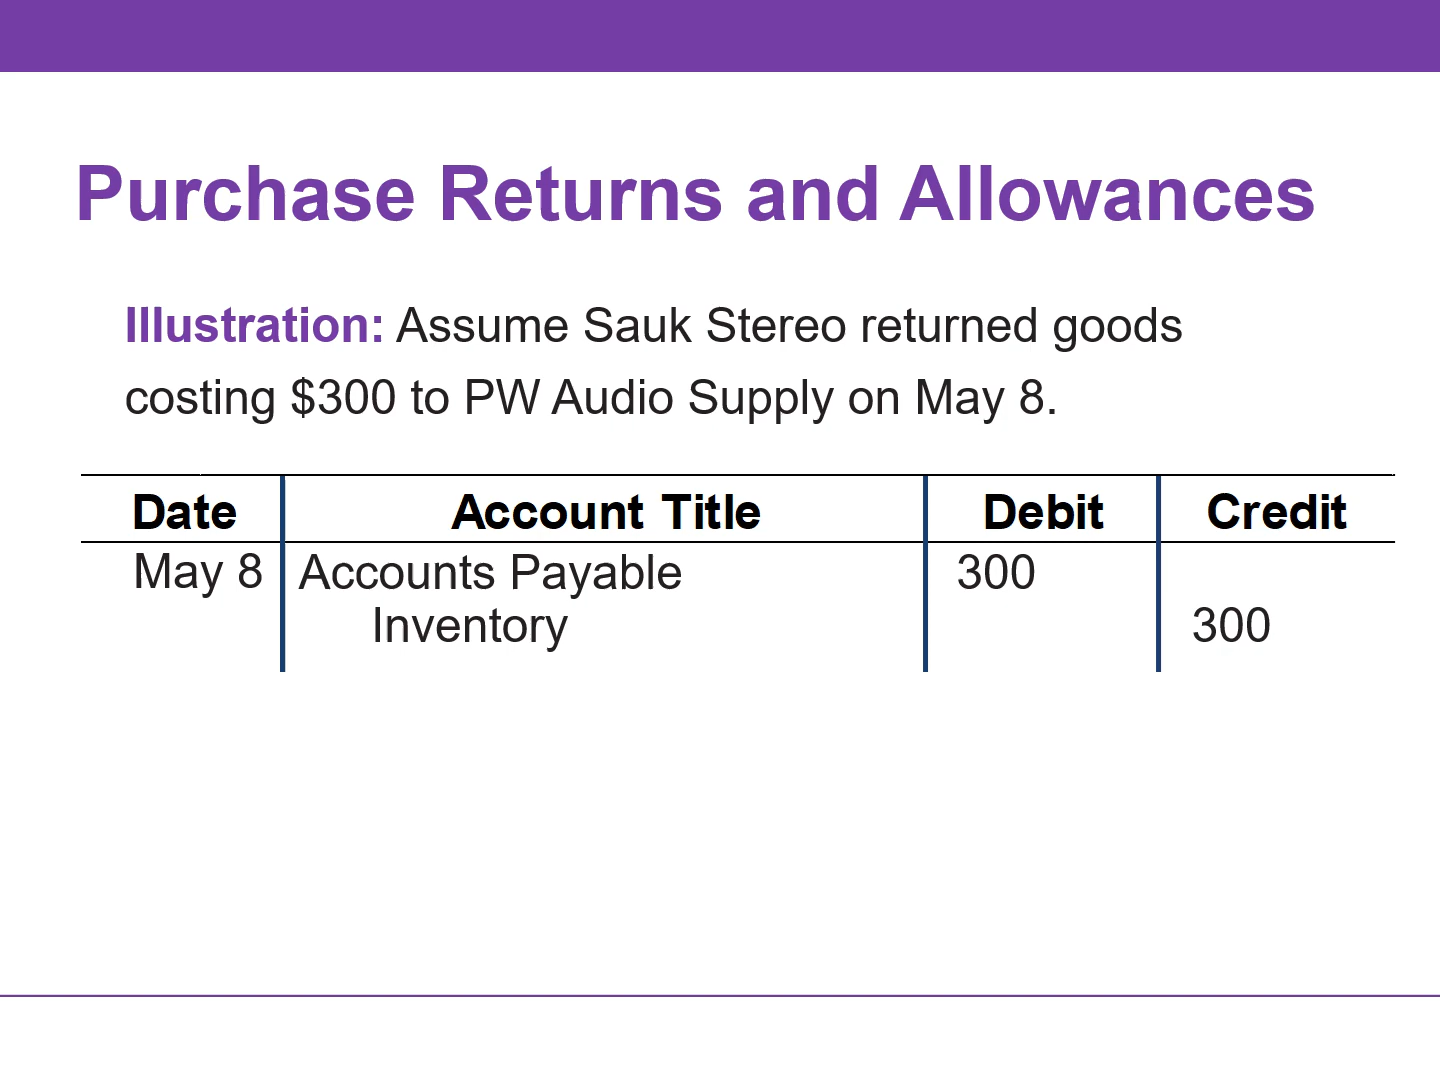 Purchase Returns and Allowances
Illustration: Assume Sauk Stereo returned goods
costing $300 to PW Audio Supply on May 8.
Date Account Title Debit Credit
May 8 Accounts Payable 300
Inventory 300